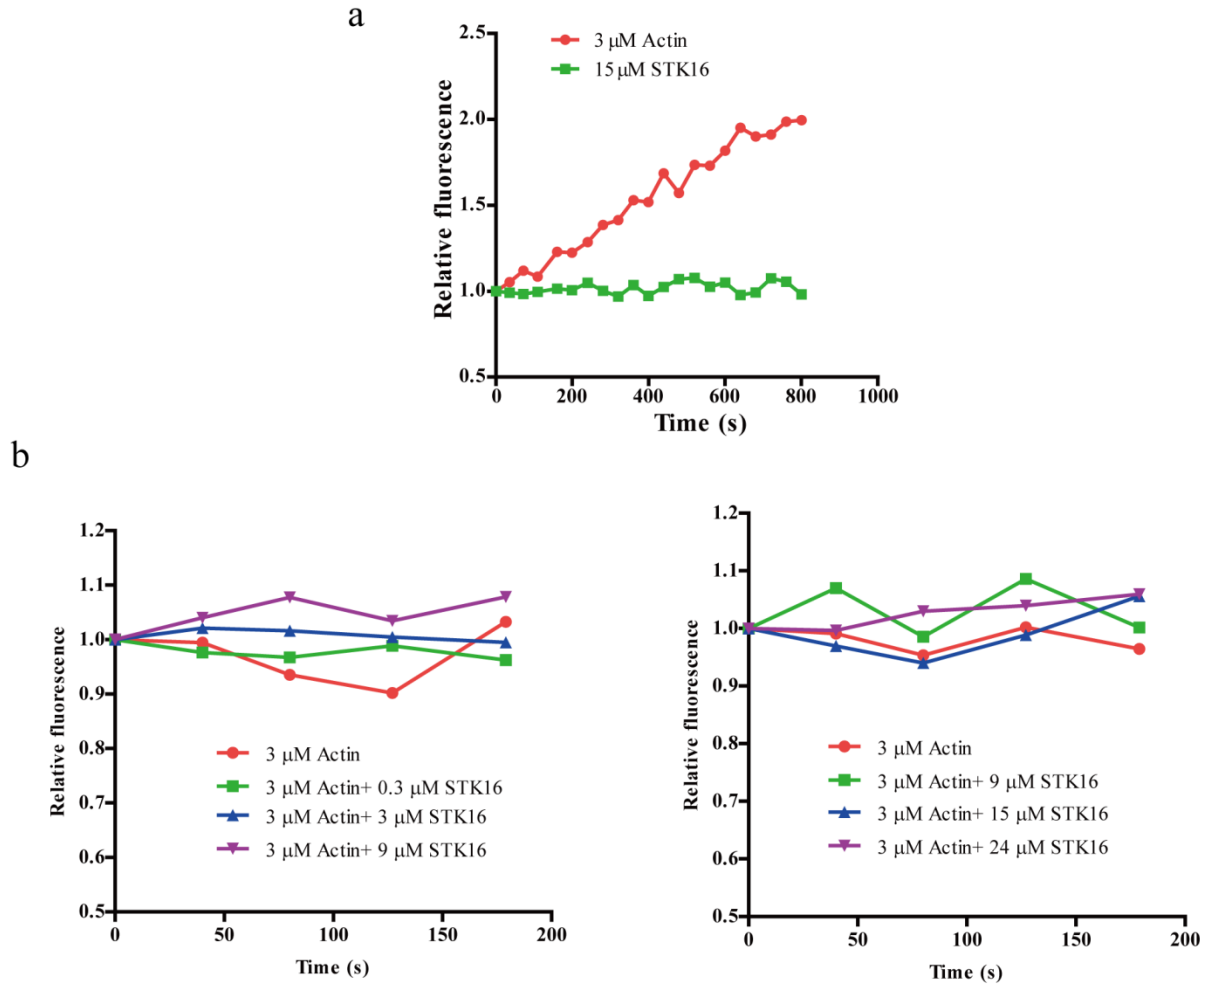 a
3 μM Actin
15 μM STK16
2.5
2.0
1.5
1.0
0.5
Relative fluorescence
0 200 400 600 800 1000
Time (s)
b
1.2
1.1
1.0
0.9
0.8
0.7
0.6
0.5
Relative fluorescence
3 μM Actin
3 μM Actin+ 0.3 μM STK16
3 μM Actin+ 3 μM STK16
3 μM Actin+ 9 μM STK16
0 50 100 150 200
Time (s)
1.2
1.1
1.0
0.9
0.8
0.7
0.6
0.5
Relative fluorescence
3 μM Actin
3 μM Actin+ 9 μM STK16
3 μM Actin+ 15 μM STK16
3 μM Actin+ 24 μM STK16
0 50 100 150 200
Time (s)